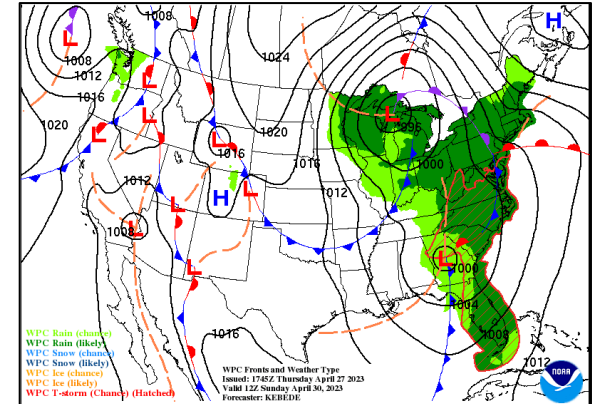 1008
H
L
1024
1008
1012
L
1016
L
L
996
1020
L
L
1020
1016
1016
1000
1012
L
1012
H
L
L
1008
L
1000
L
1004
WPC Rain (chance)
WPC Rain (likely)
WPC Snow (chance)
WPC Snow (likely)
WPC Ice (chance)
WPC Ice (likely)
WPC T-storm (Chance) (Hatched)
1016
1008
1012
WPC Fronts and Weather Type
Issued: 1745Z Thursday April 27 2023
Valid 12Z Sunday April 30, 2023
Forecaster: KEBEDE
NOAA